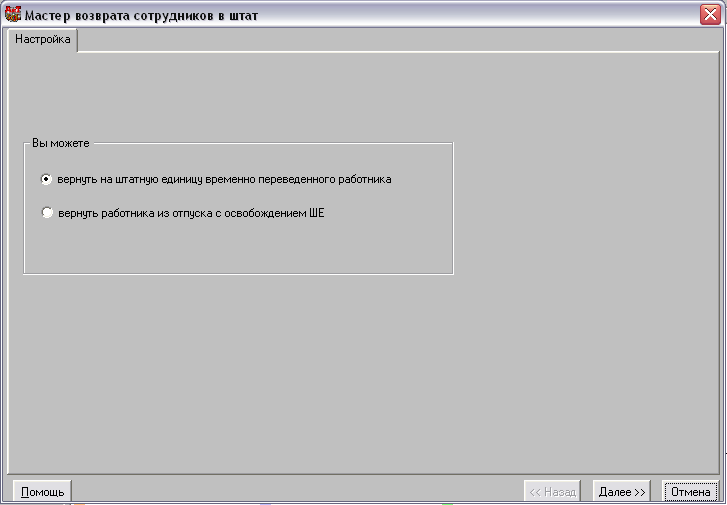 Мастер возврата сотрудников в штат
Настройка
Вы можете
вернуть на штатную единицу временно переведенного работника
вернуть работника из отпуска с освобождением ШЕ
Помощь
<< Назад
Далее >>
Отмена